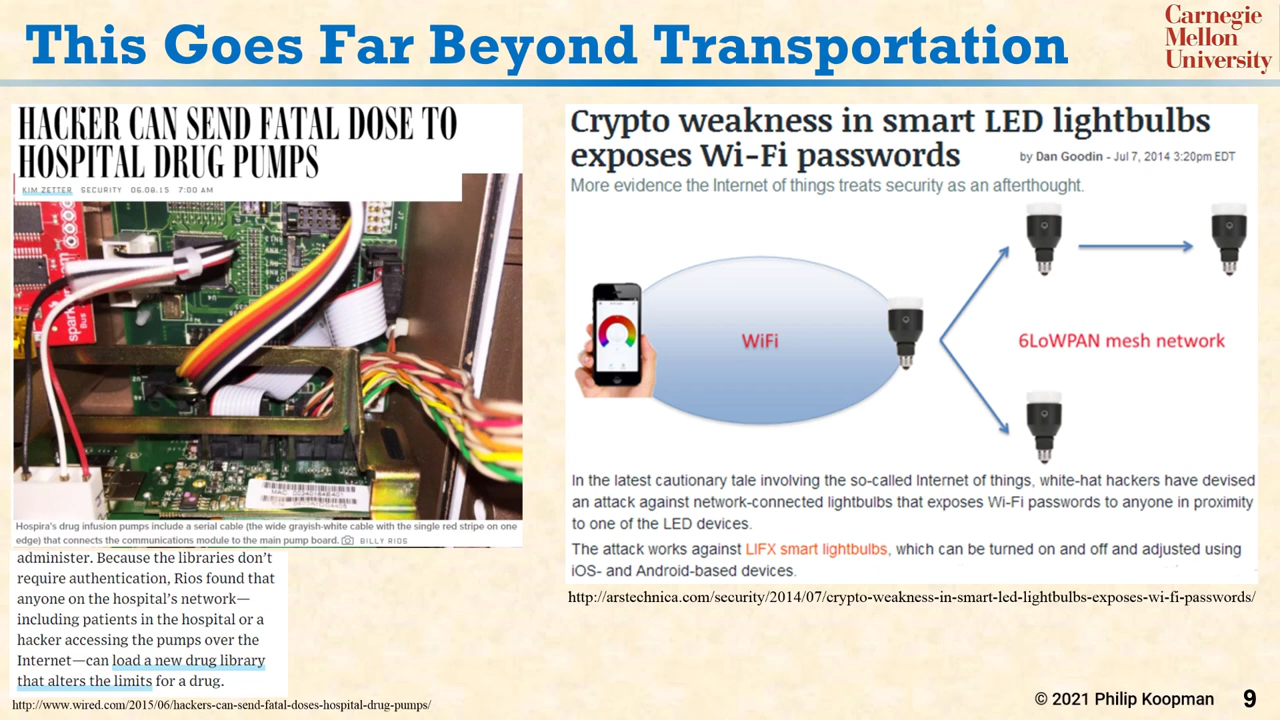 This Goes Far Beyond Transportation
Carnegie
Mellon
University
HACKER CAN SEND FATAL DOSE TO
HOSPITAL DRUG PUMPS
KIM ZETTER SECURITY 06.08.15 7:00 AM
spark
Bus
Hospira's drug infusion pumps include a serial cable (the wide grayish-white cable with the single red stripe on one
edge) that connects the communications module to the main pump board. BILLY RIOS
administer. Because the libraries don't
require authentication, Rios found that
anyone on the hospital's network—
including patients in the hospital or a
hacker accessing the pumps over the
Internet—can load a new drug library
that alters the limits for a drug.
http://www.wired.com/2015/06/hackers-can-send-fatal-doses-hospital-drug-pumps/
Crypto weakness in smart LED lightbulbs
exposes Wi-Fi passwords
by Dan Goodin - Jul 7, 2014 3:20pm EDT
More evidence the Internet of things treats security as an afterthought.
WiFi
6LoWPAN mesh network
In the latest cautionary tale involving the so-called Internet of things, white-hat hackers have devised
an attack against network-connected lightbulbs that exposes Wi-Fi passwords to anyone in proximity
to one of the LED devices.
The attack works against LIFX smart lightbulbs, which can be turned on and off and adjusted using
iOS- and Android-based devices.
http://arstechnica.com/security/2014/07/crypto-weakness-in-smart-led-lightbulbs-exposes-wi-fi-passwords/
© 2021 Philip Koopman 9